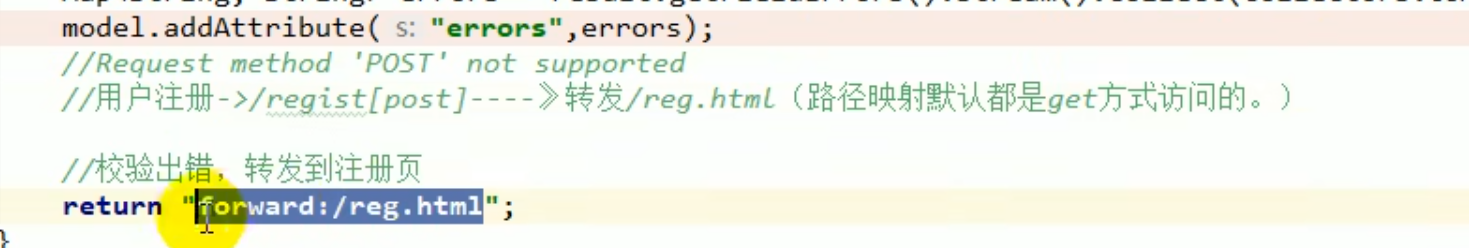 model.addAttribute( s: "errors",errors);
//Request method 'POST' not supported
//用户注册->/regist[post]----》转发/reg.html（路径映射默认都是get方式访问的。）
//校验出错，转发到注册页
return "forward:/reg.html";
}